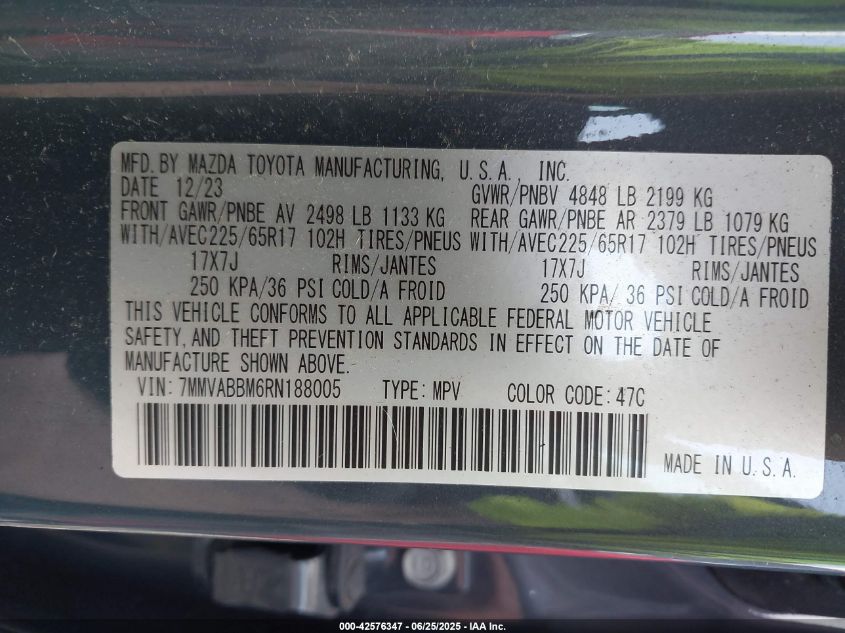 MFD. BY MAZDA TOYOTA MANUFACTURING, U.S.A., INC.
DATE 12/23 GVWR/PNBV 4848 LB 2199 KG
FRONT GAWR/PNBE AV 2498 LB 1133 KG REAR GAWR/PNBE AR 2379 LB 1079 KG
WITH/AVEC225/65R17 102H TIRES/PNEUS WITH/AVEC225/65R17 102H TIRES/PNEUS
17X7J RIMS/JANTES 17X7J RIMS/JANTES
250 KPA/36 PSI COLD/A FROID 250 KPA/ 36 PSI COLD/A FROID
THIS VEHICLE CONFORMS TO ALL APPLICABLE FEDERAL MOTOR VEHICLE
SAFETY, AND THEFT PREVENTION STANDARDS IN EFFECT ON THE DATE OF
MANUFACTURE SHOWN ABOVE.
VIN: 7MMVABBM6RN188005 TYPE: MPV COLOR CODE: 47C
MADE IN U.S.A.
000-42576347 - 06/25/2025 - IAA Inc.